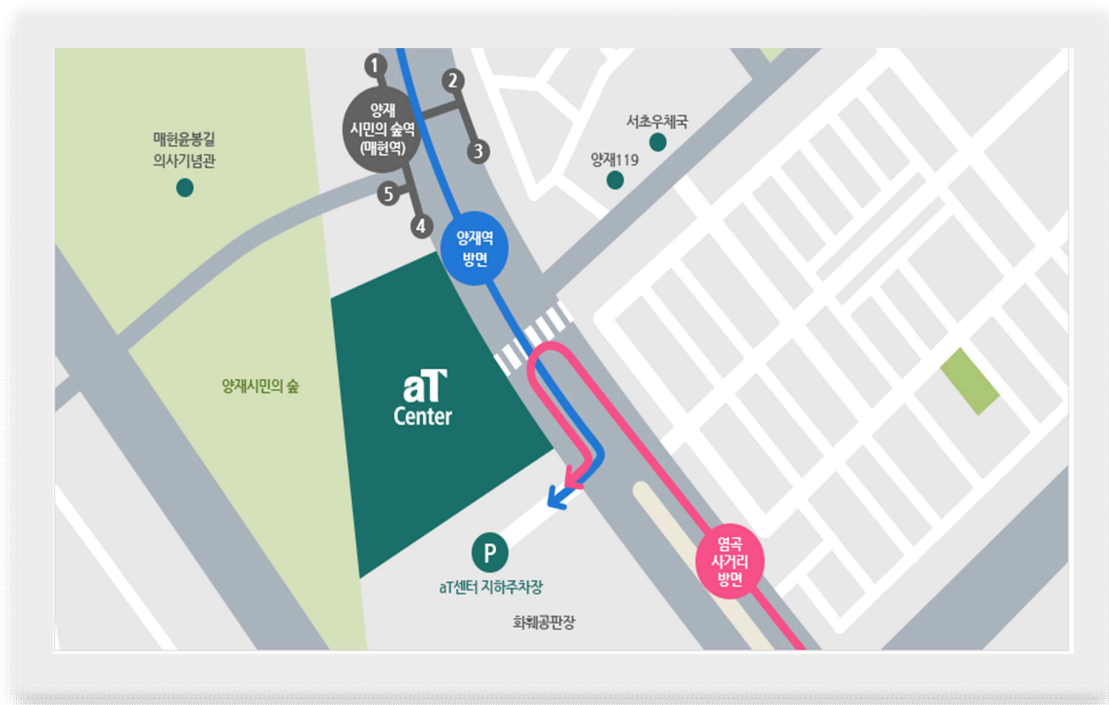 1
2
양재
시민의 숲역
(매헌역)
3
5
4
매헌윤봉길
의사기념관
서초우체국
양재119
양재역
방면
양재시민의 숲
aT
Center
염곡
사거리
방면
P
aT센터 지하주차장
화훼공판장